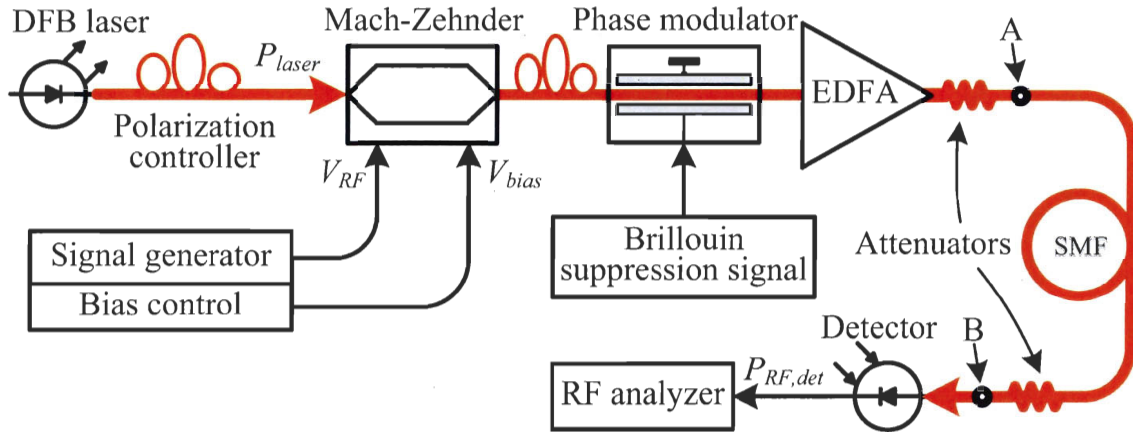 DFB laser
Polarization
controller
P_laser
Mach-Zehnder
V_RF
V_bias
Signal generator
Bias control
Phase modulator
Brillouin
suppression signal
EDFA
A
Attenuators
SMF
B
Detector
P_RF,det
RF analyzer